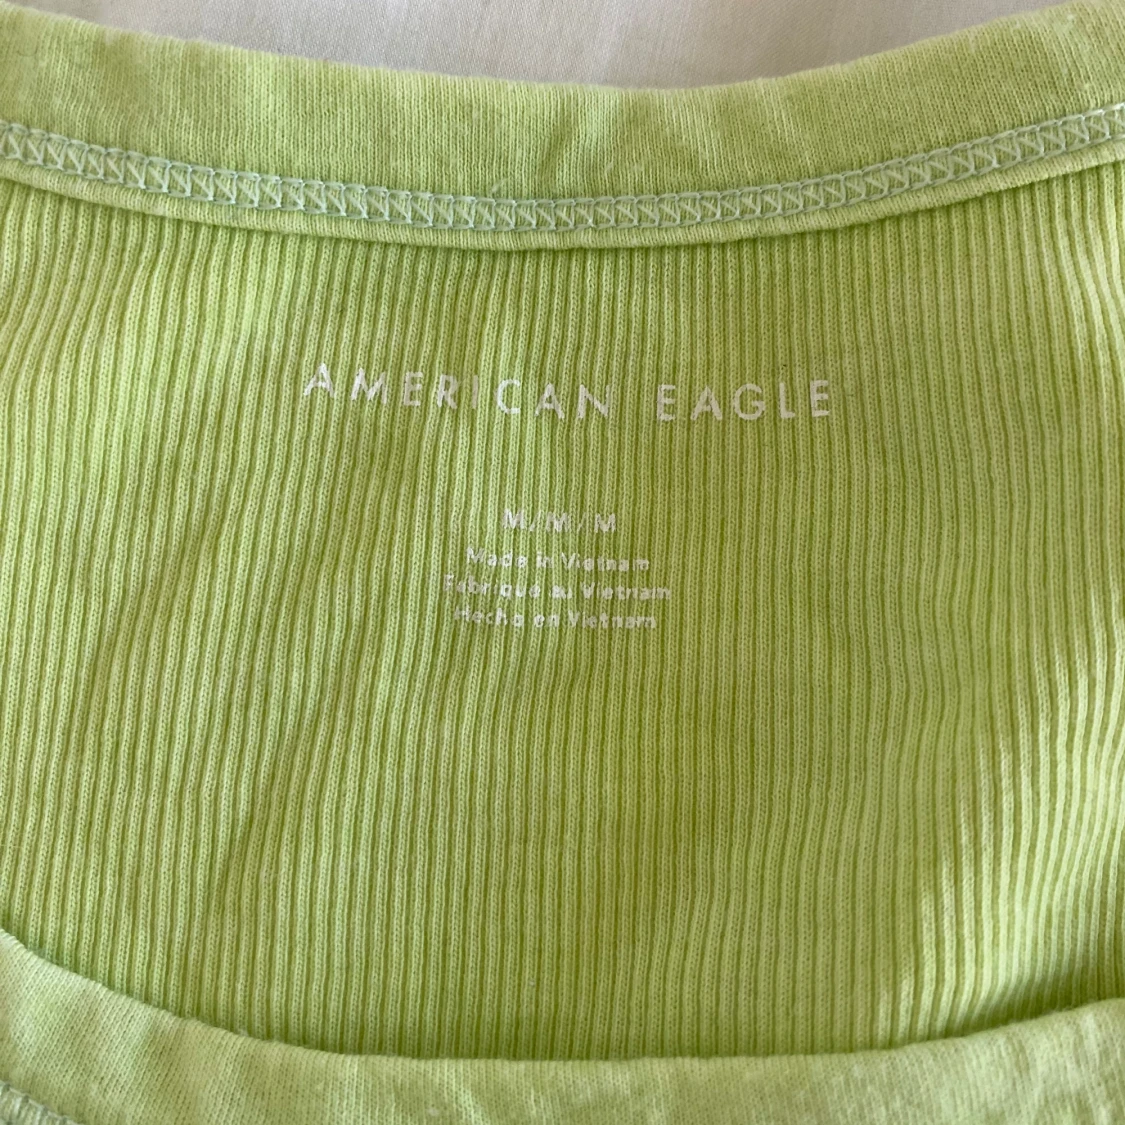 AMERICAN EAGLE
M/M/M
Made in Vietnam
Fabriqué au Vietnam
Hecho en Vietnam